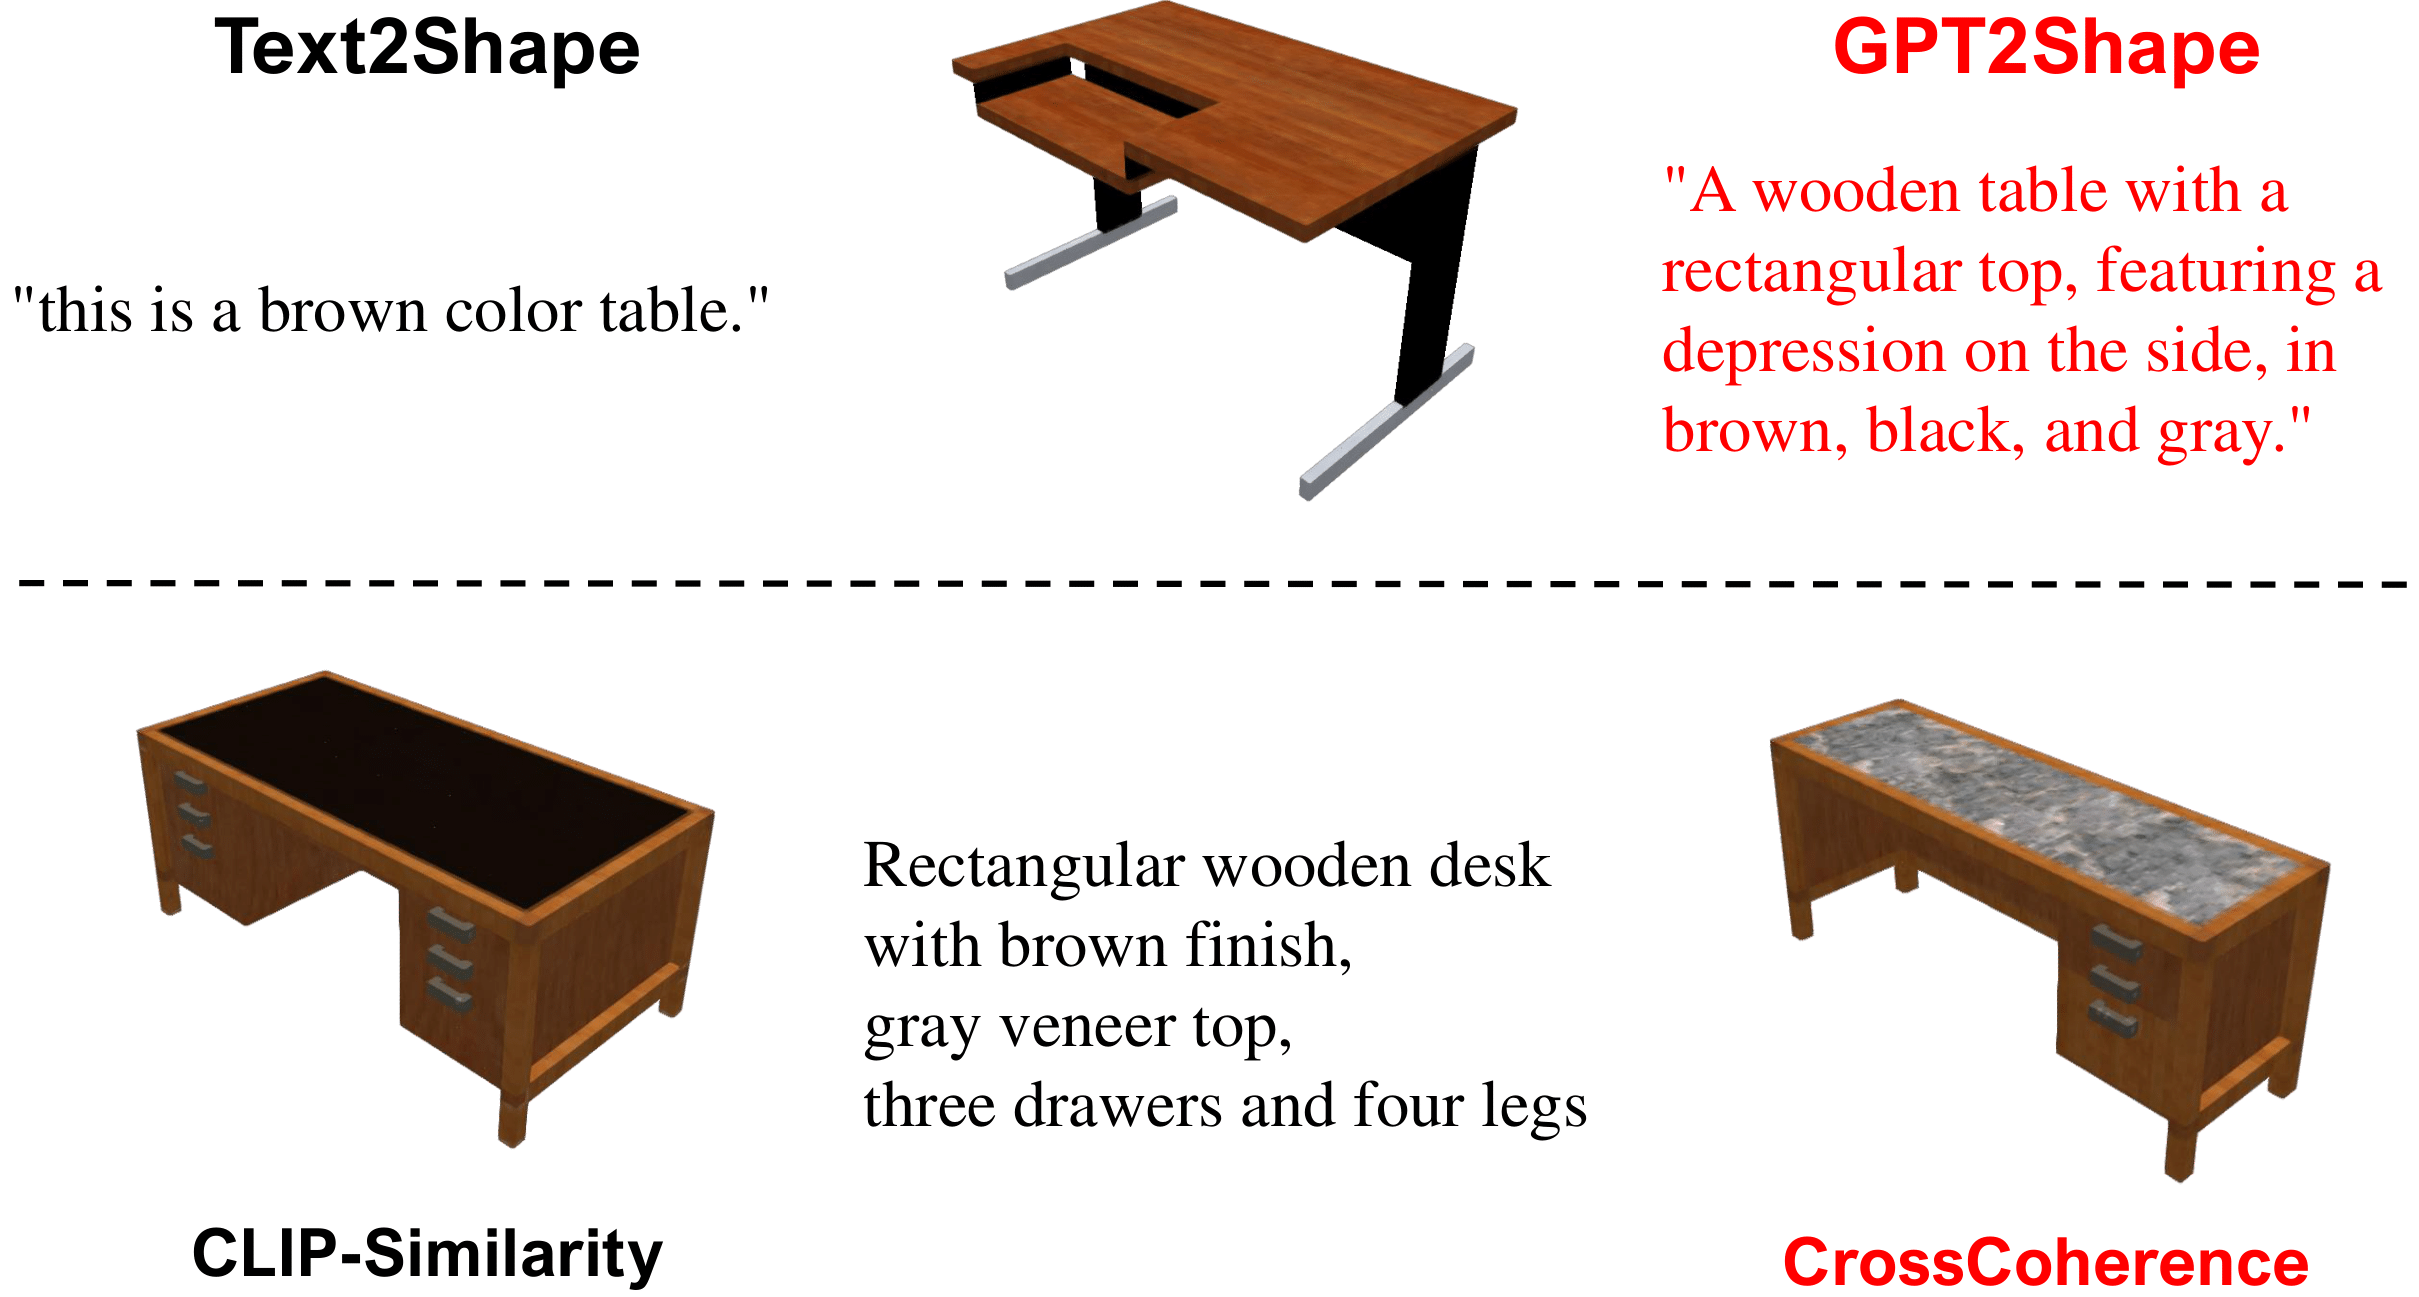 Text2Shape
GPT2Shape
"this is a brown color table."
"A wooden table with a
rectangular top, featuring a
depression on the side, in
brown, black, and gray."
Rectangular wooden desk
with brown finish,
gray veneer top,
three drawers and four legs
CLIP-Similarity
CrossCoherence